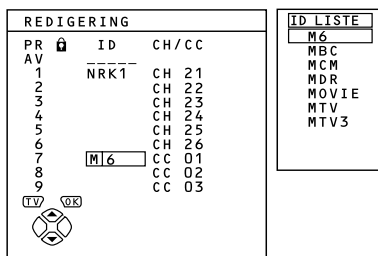 REDIGERING
PR ID CH/CC
AV _____
1 NRK1 CH 21
2 CH 22
3 CH 23
4 CH 24
5 CH 25
6 CH 26
7 M6 CC 01
8 CC 02
9 CC 03
TV OK
ID LISTE
M6
MBC
MCM
MDR
MOVIE
MTV
MTV3